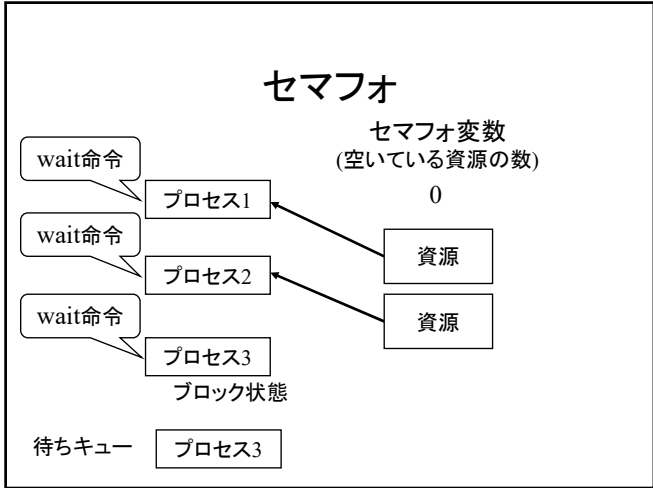 セマフォ
セマフォ変数
(空いている資源の数)
0
wait命令
プロセス1
wait命令
資源
プロセス2
wait命令
資源
プロセス3
ブロック状態
待ちキュー プロセス3